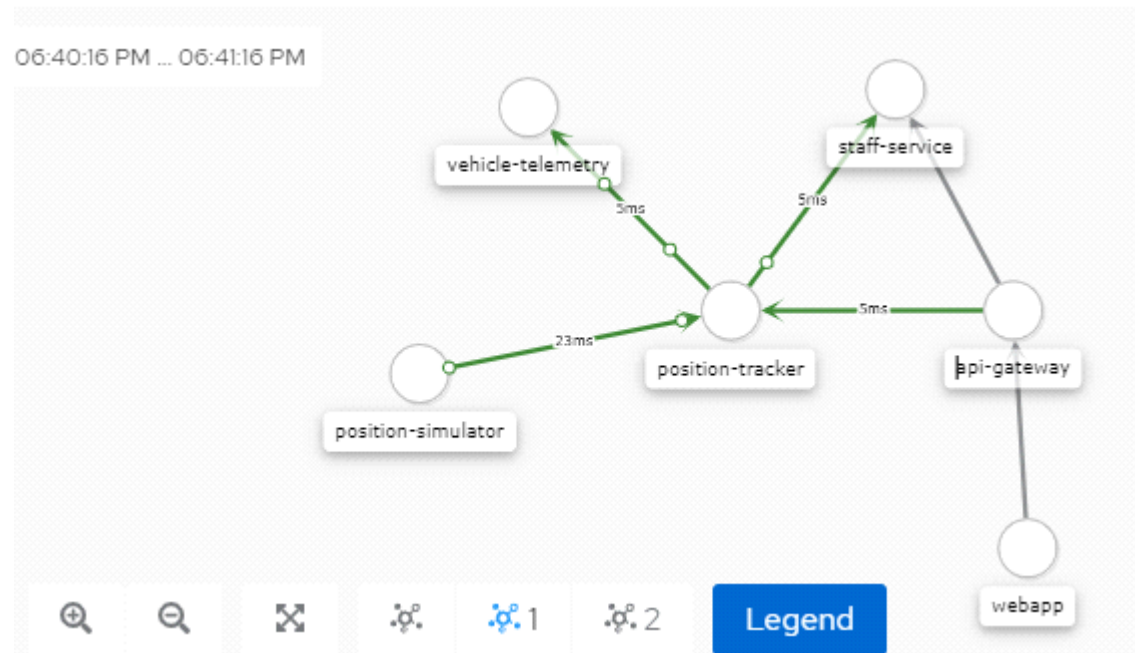 06:40:16 PM ... 06:41:16 PM
staff-service
vehicle-telemetry
5ms
5ms
5ms
23ms
position-tracker
api-gateway
position-simulator
webapp
1
2
Legend